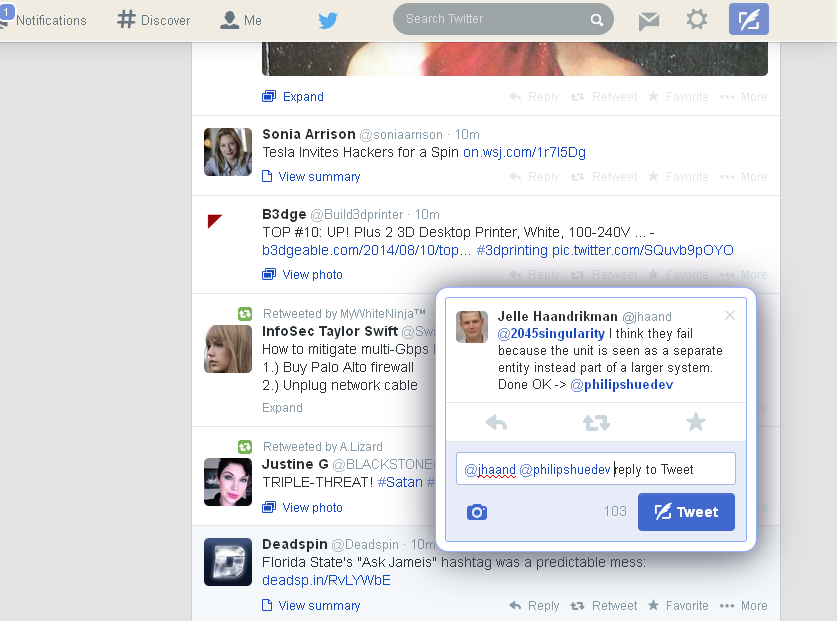 1
Notifications
# Discover
Me
Search Twitter
Expand
Reply Retweet Favorite More
Sonia Arrison @soniaarrison · 10m
Tesla Invites Hackers for a Spin on.wsj.com/1r7I5Dg
View summary
Reply Retweet Favorite More
B3dge @Build3dprinter · 10m
TOP #10: UP! Plus 2 3D Desktop Printer, White, 100-240V ... -
b3dgeable.com/2014/08/10/top... #3dprinting pic.twitter.com/SQuvb9pOYO
View photo
Reply Retweet Favorite More
Retweeted by MyWhiteNinja™
InfoSec Taylor Swift @Sw
How to mitigate multi-Gbps
1.) Buy Palo Alto firewall
2.) Unplug network cable
Expand
Retweeted by A.Lizard
Justine G @BLACKSTONE
TRIPLE-THREAT! #Satan #
View photo
Deadspin @Deadspin · 10m
Florida State's "Ask Jameis" hashtag was a predictable mess:
deadsp.in/RvLYWbE
View summary
Reply Retweet Favorite More
Jelle Haandrikman @jhaand
@2045singularity I think they fail
because the unit is seen as a separate
entity instead part of a larger system.
Done OK -> @philipshuedev
@jhaand @philipshuedev reply to Tweet
103
Tweet